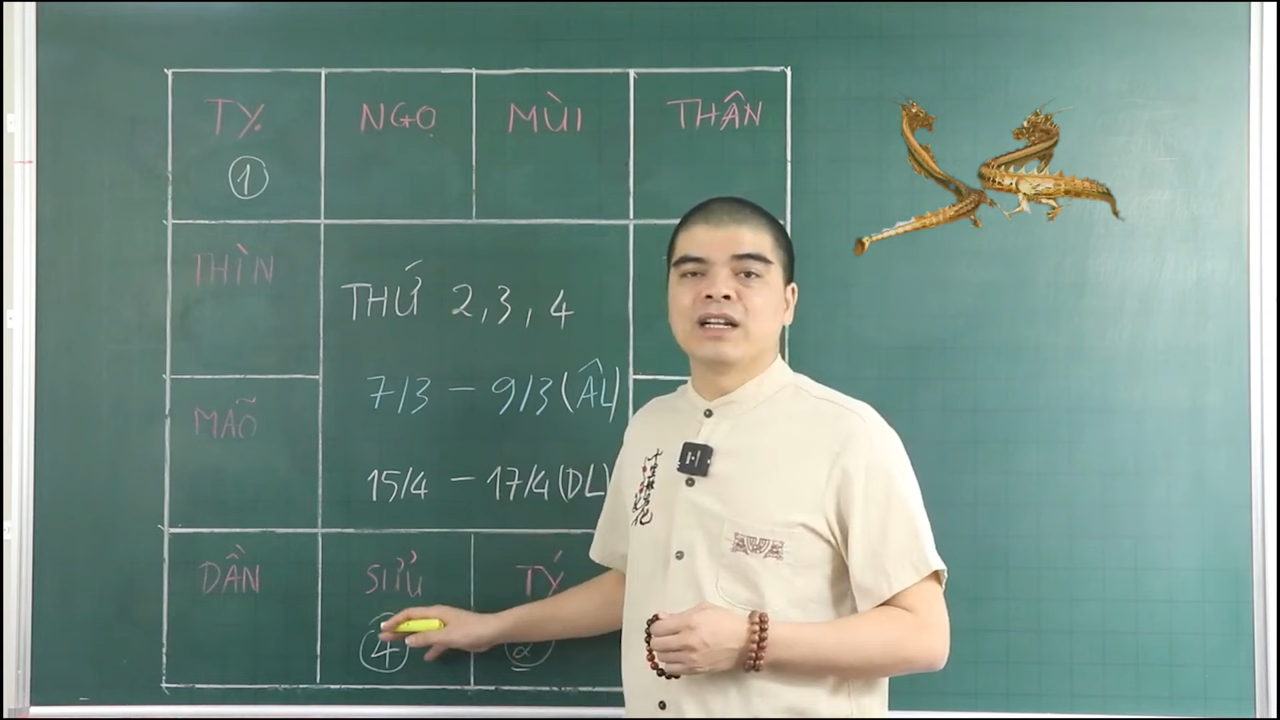 TỴ NGỌ MÙI THÂN
1
THÌN
THỨ 2, 3, 4
7/3 - 9/3 (ÂL)
MÃO
15/4 - 17/4 (DL)
DẦN SỬU TÝ
4 2